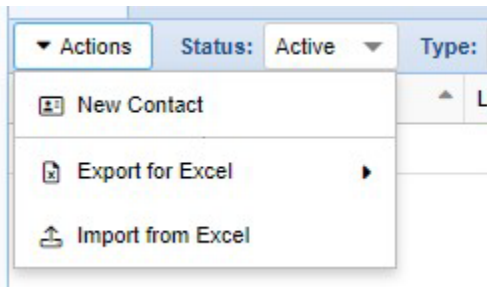 Actions Status: Active Type:
New Contact
L
Export for Excel
Import from Excel